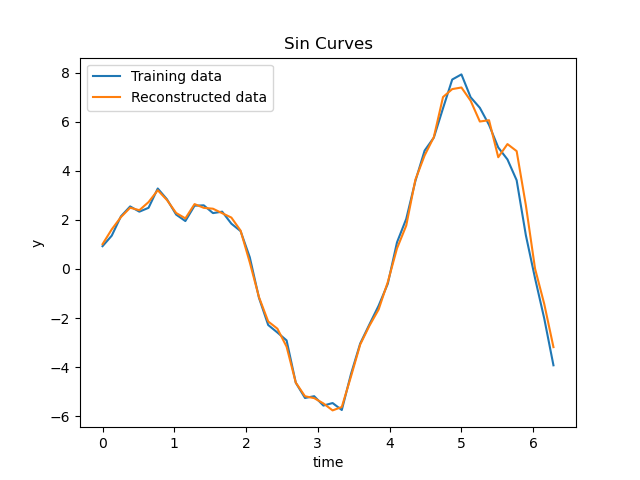 Sin Curves
Training data
Reconstructed data
y
8
6
4
2
0
−2
−4
−6
0 1 2 3 4 5 6
time